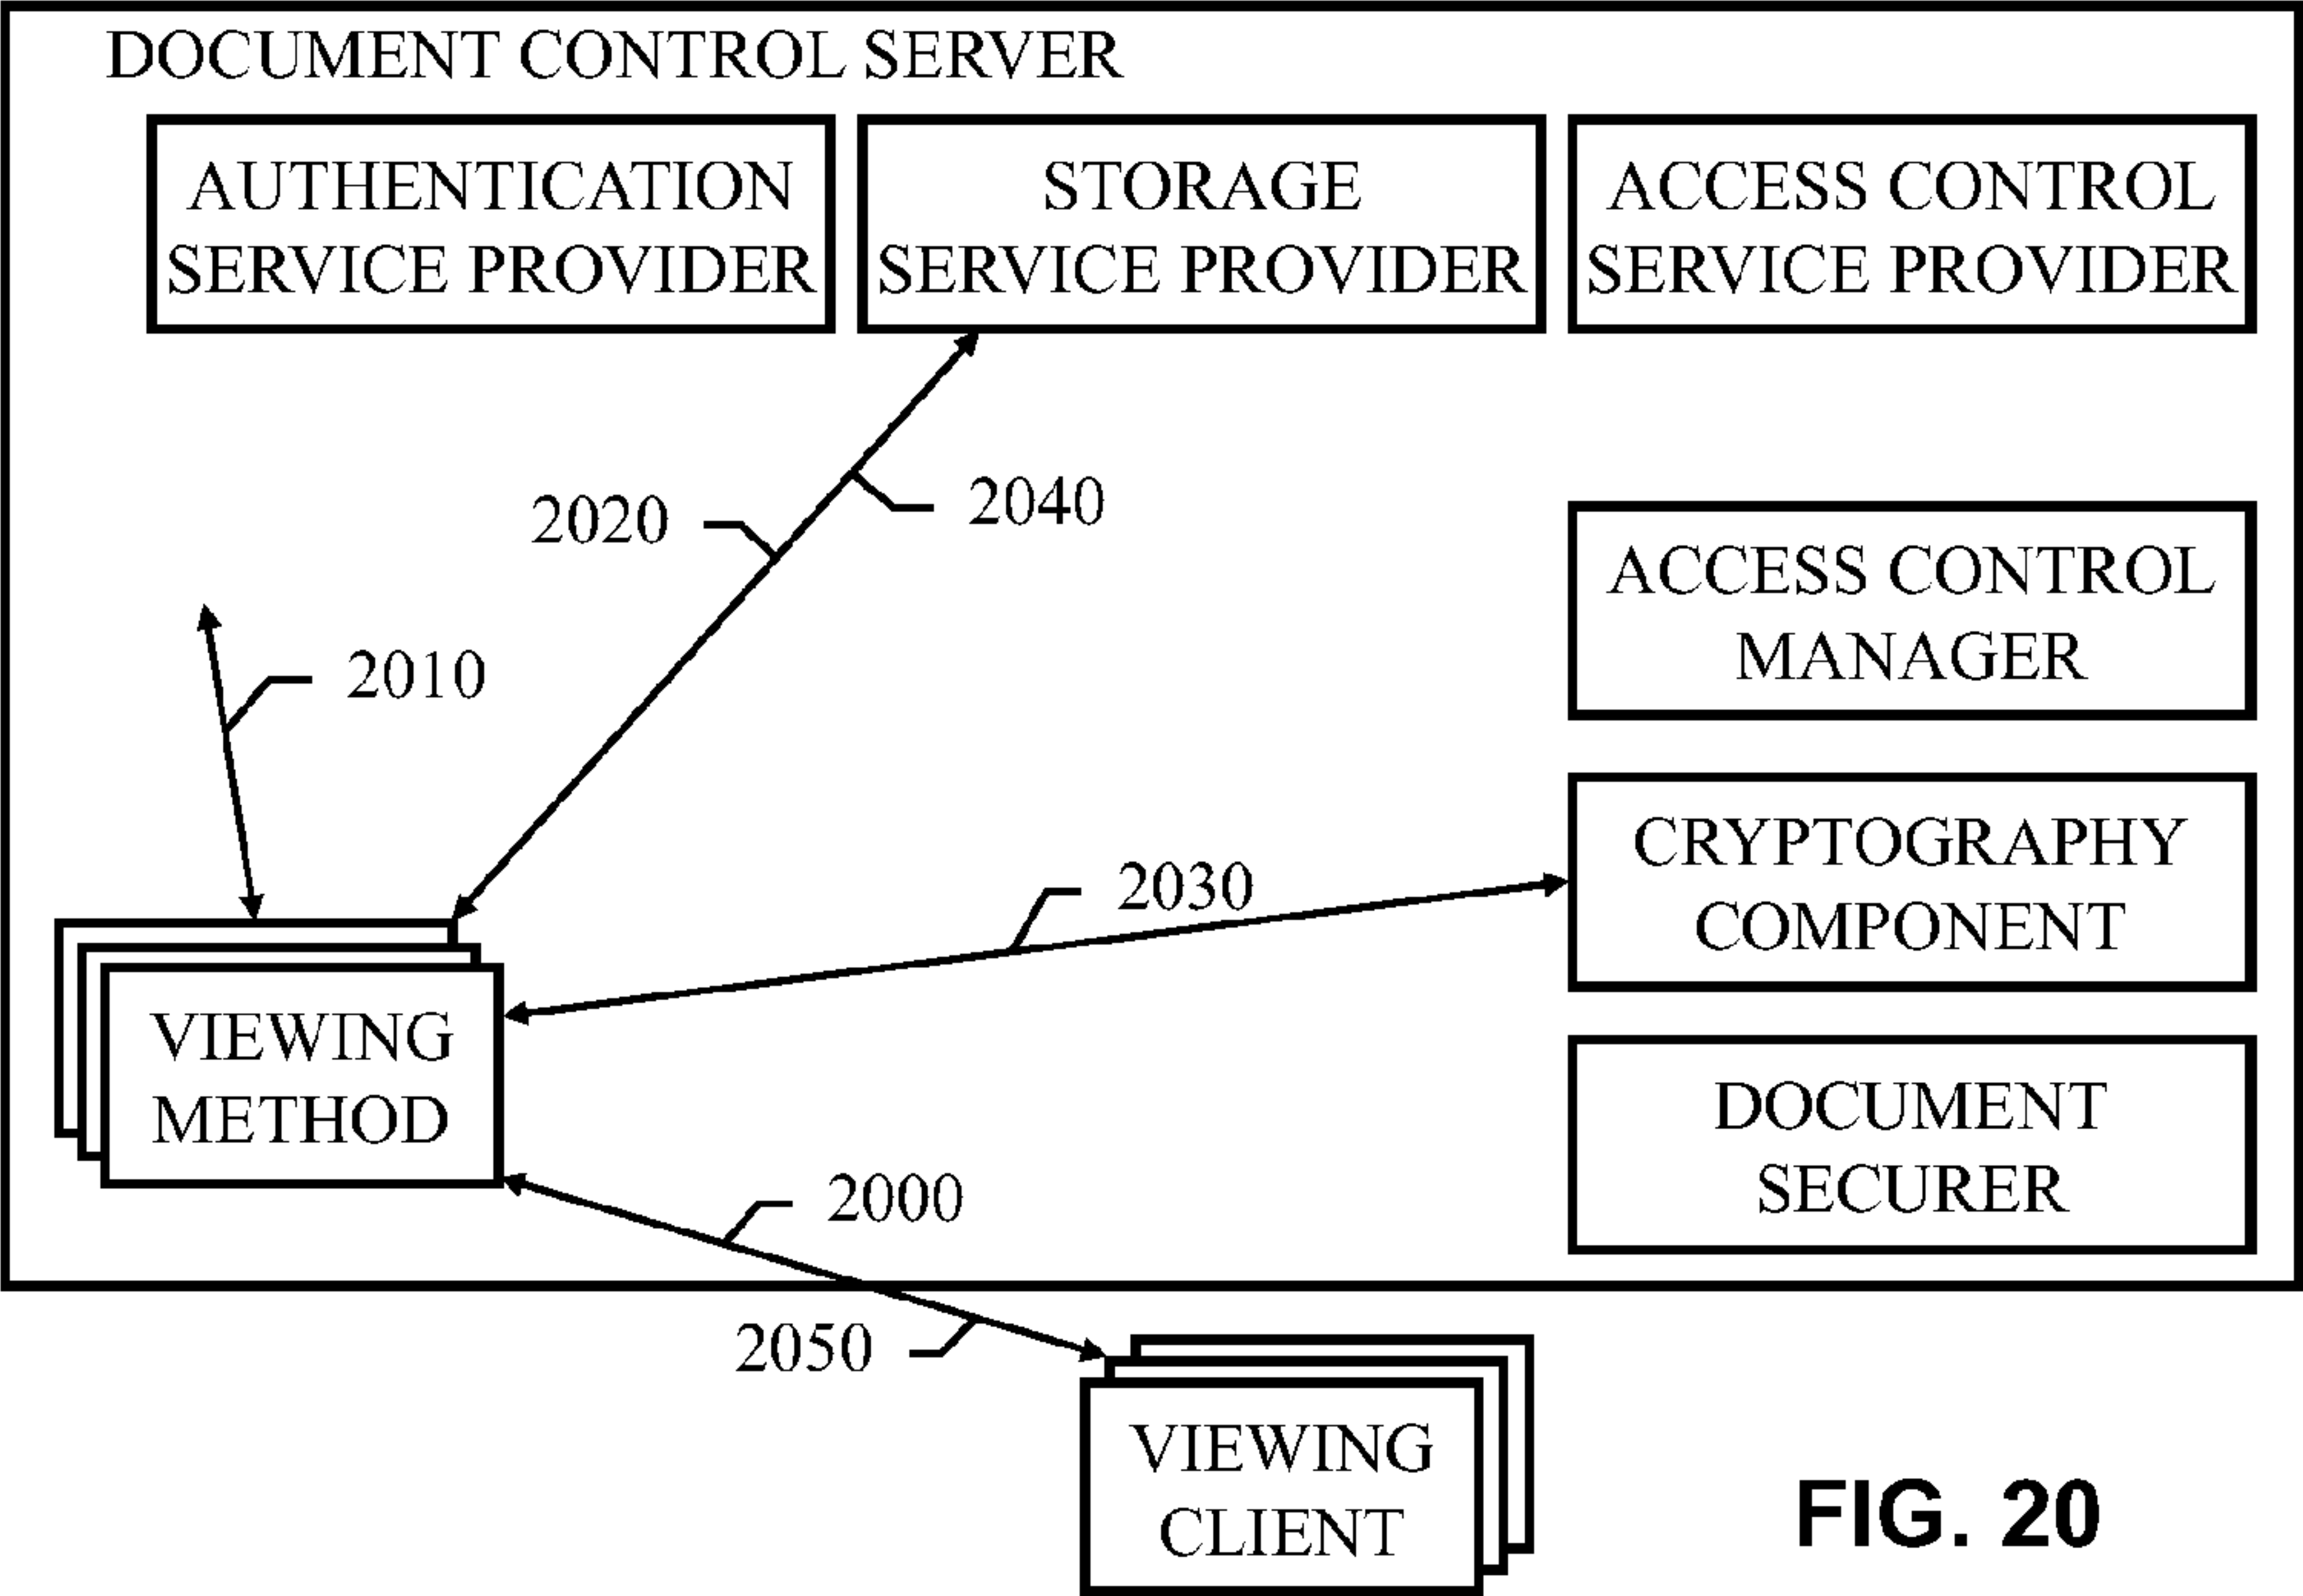 DOCUMENT CONTROL SERVER
AUTHENTICATION
SERVICE PROVIDER
STORAGE
SERVICE PROVIDER
ACCESS CONTROL
SERVICE PROVIDER
2020
2040
ACCESS CONTROL
MANAGER
2010
2030
CRYPTOGRAPHY
COMPONENT
VIEWING
METHOD
DOCUMENT
SECURER
2000
2050
VIEWING
CLIENT
FIG. 20